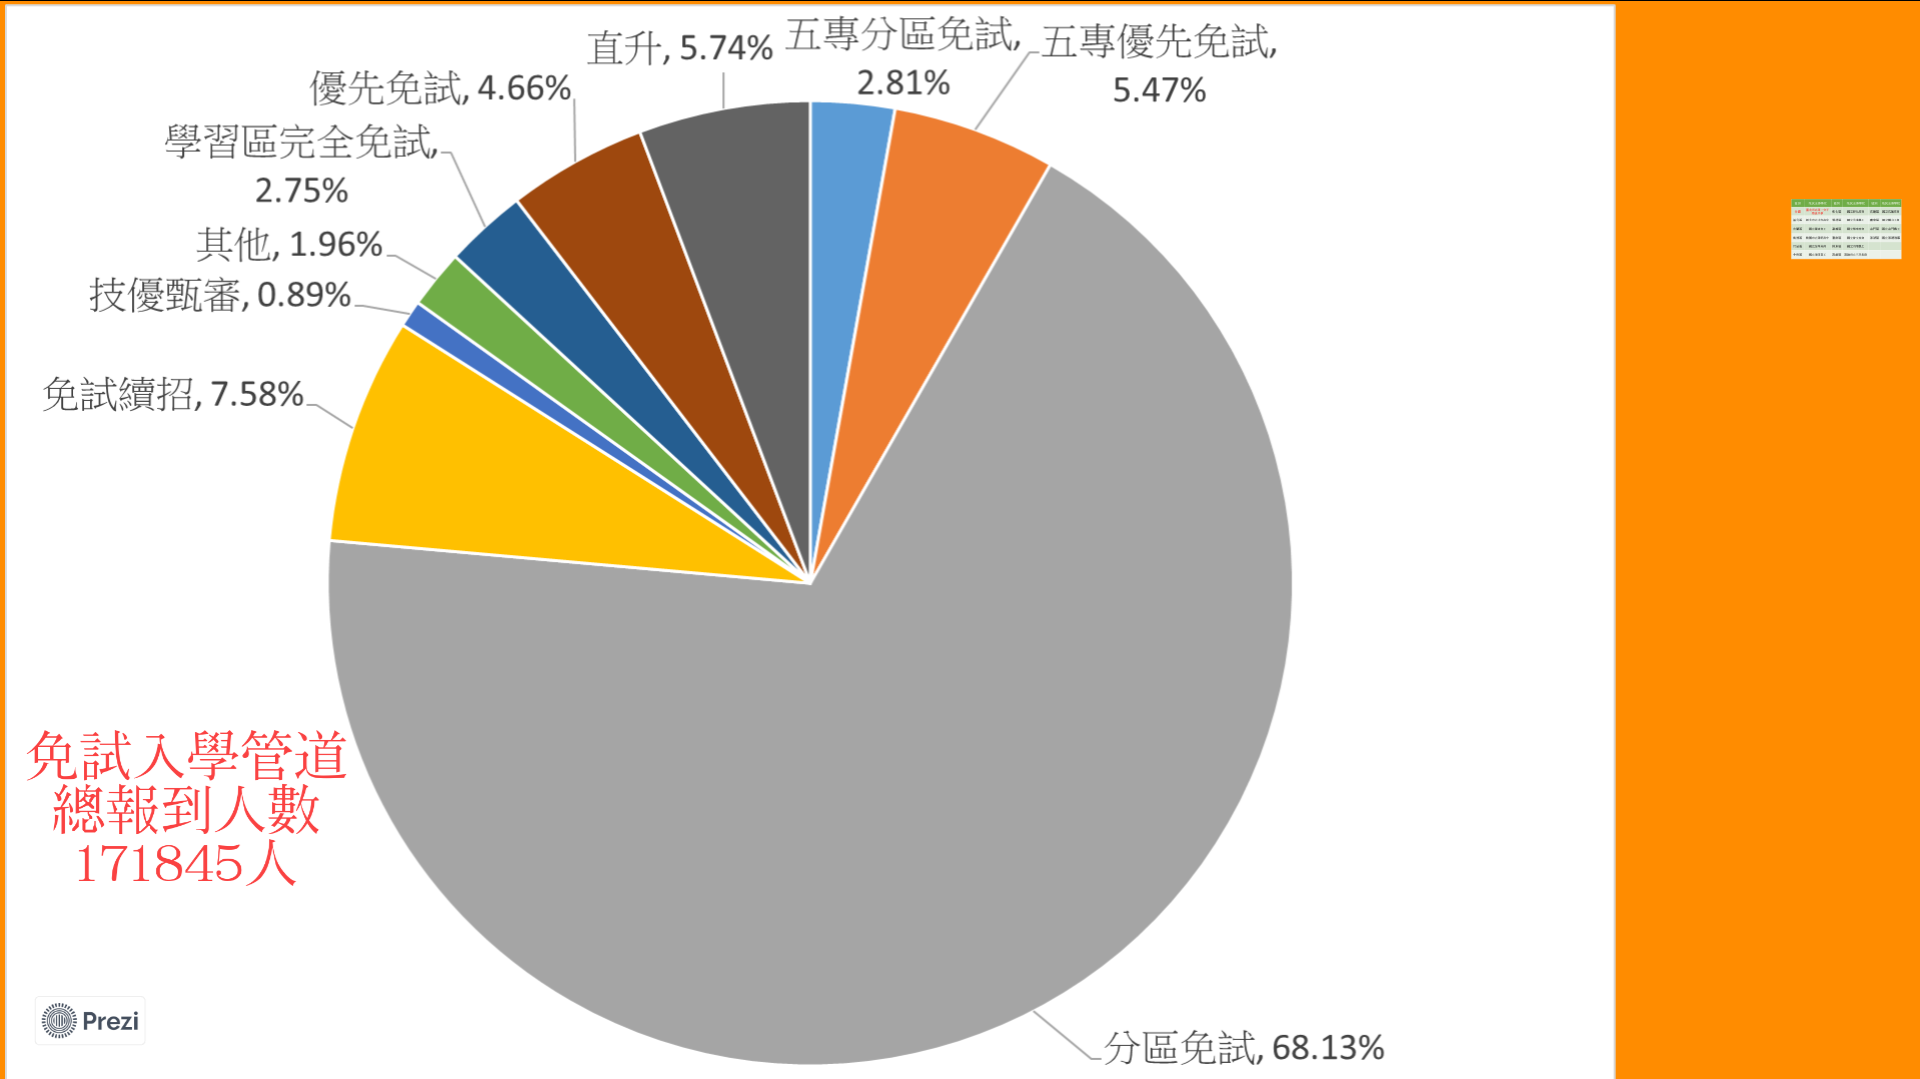 直升, 5.74%
五專分區免試,
2.81%
五專優先免試,
5.47%
優先免試, 4.66%
學習區完全免試,
2.75%
其他, 1.96%
技優甄審, 0.89%
免試續招, 7.58%
免試入學管道
總報到人數
171845人
分區免試, 68.13%
Prezi